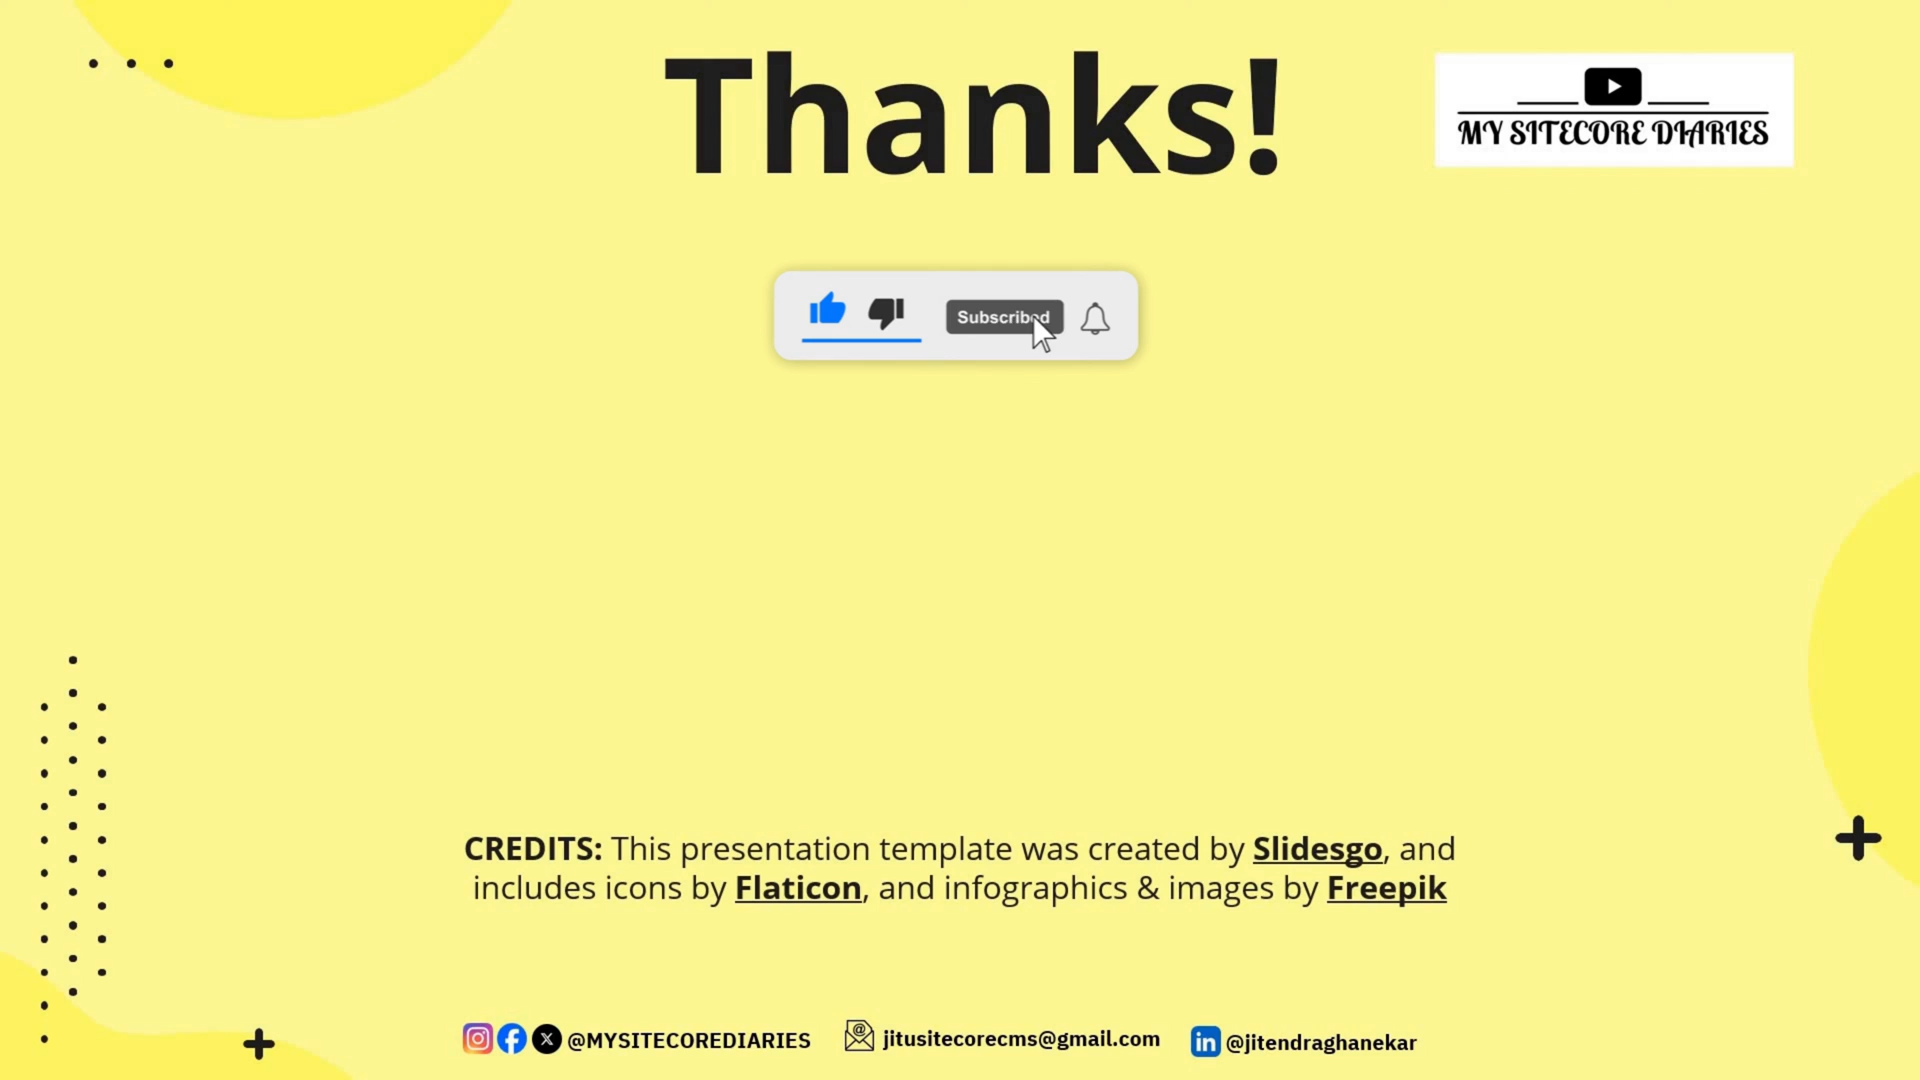 Thanks!
MY SITECORE DIARIES
Subscribed
CREDITS: This presentation template was created by Slidesgo, and
includes icons by Flaticon, and infographics & images by Freepik
@MYSITECOREDIARIES
jitusitecorecms@gmail.com
@jitendraghanekar